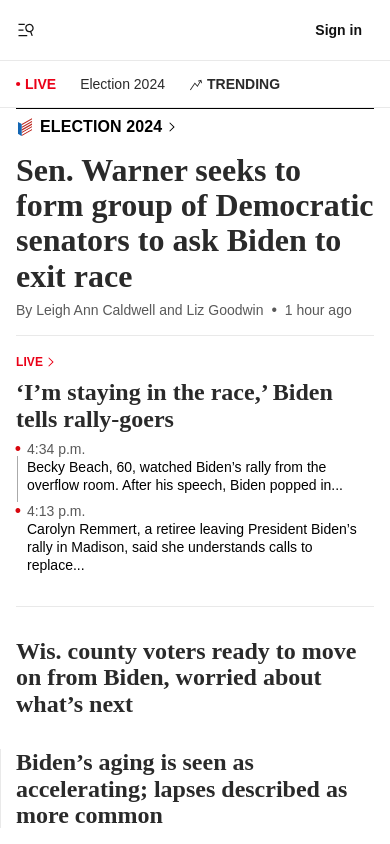 Sign in
LIVE
Election 2024
TRENDING
ELECTION 2024
Sen. Warner seeks to
form group of Democratic
senators to ask Biden to
exit race
By Leigh Ann Caldwell and Liz Goodwin • 1 hour ago
LIVE
‘I’m staying in the race,’ Biden
tells rally-goers
4:34 p.m.
Becky Beach, 60, watched Biden’s rally from the
overflow room. After his speech, Biden popped in...
4:13 p.m.
Carolyn Remmert, a retiree leaving President Biden’s
rally in Madison, said she understands calls to
replace...
Wis. county voters ready to move
on from Biden, worried about
what’s next
Biden’s aging is seen as
accelerating; lapses described as
more common